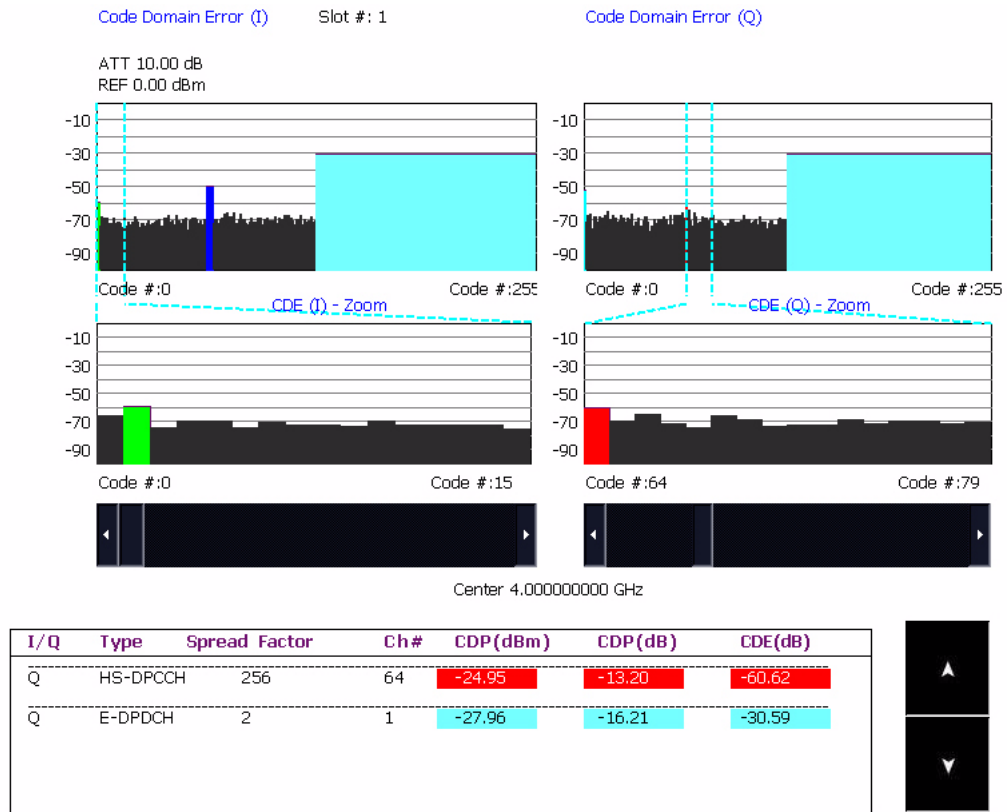 Code Domain Error (I) Slot #: 1 Code Domain Error (Q)
ATT 10.00 dB
REF 0.00 dBm
-10
-30
-50
-70
-90
Code #:0 Code #:255
-10
-30
-50
-70
-90
Code #:0 Code #:255
CDE (I) - Zoom
-10
-30
-50
-70
-90
Code #:0 Code #:15
CDE (Q) - Zoom
-10
-30
-50
-70
-90
Code #:64 Code #:79
Center 4.000000000 GHz
I/Q Type Spread Factor Ch# CDP(dBm) CDP(dB) CDE(dB)
Q HS-DPCCH 256 64 -24.95 -13.20 -60.62
Q E-DPDCH 2 1 -27.96 -16.21 -30.59